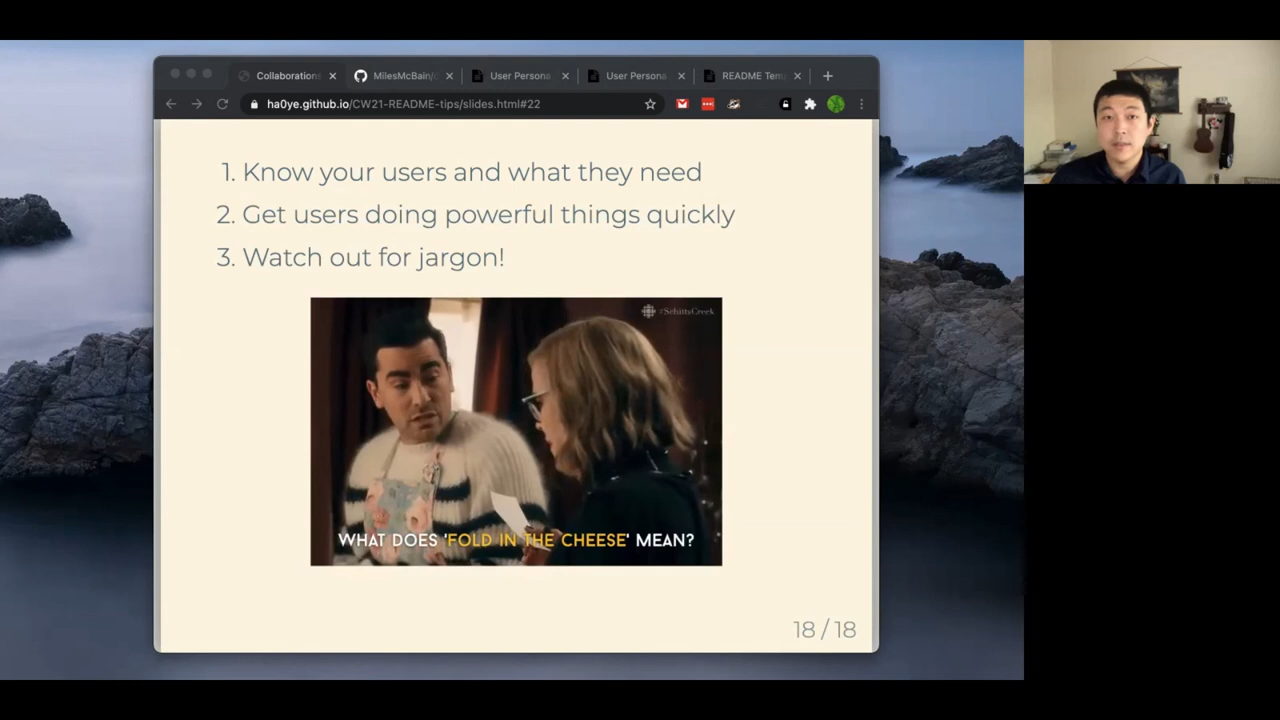 Collaborations
MilesMcBain/
User Persona
User Persona
README Tem
ha0ye.github.io/CW21-README-tips/slides.html#22
1. Know your users and what they need
2. Get users doing powerful things quickly
3. Watch out for jargon!
#SchittsCreek
WHAT DOES 'FOLD IN THE CHEESE' MEAN?
18 / 18